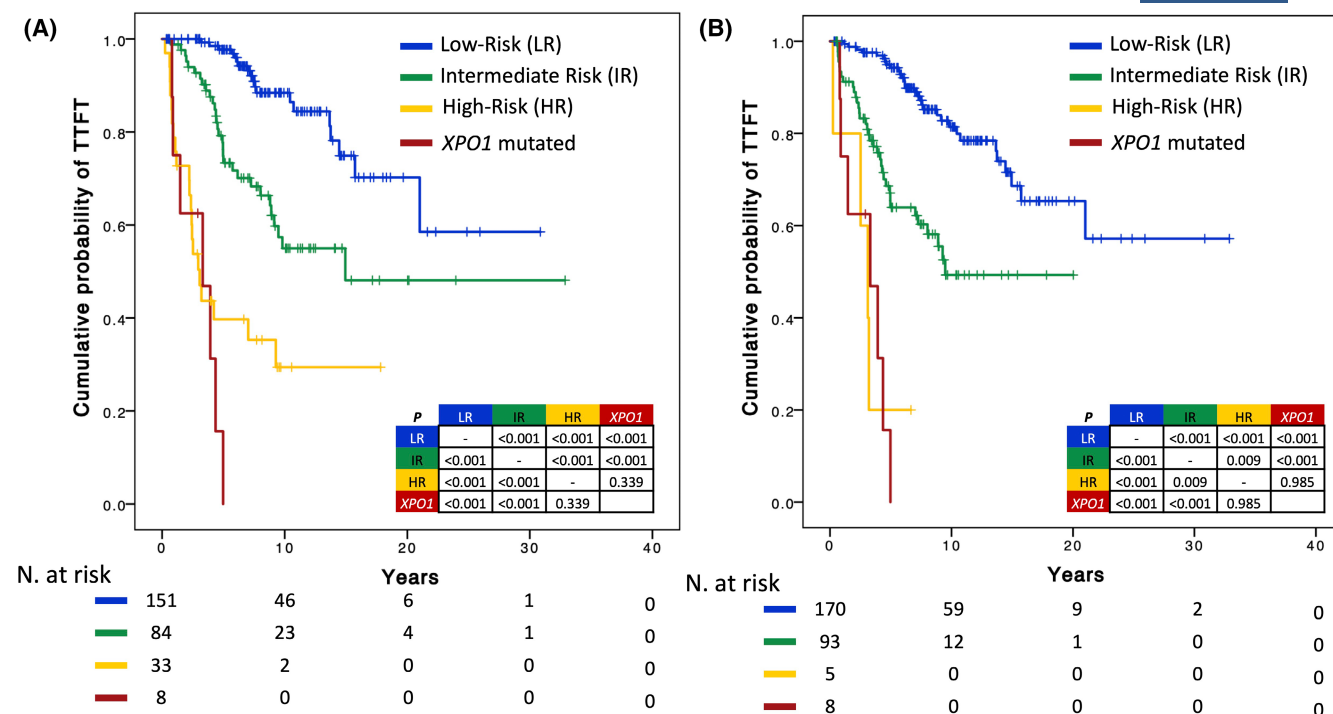 (A)
Cumulative probability of TTFT
1.0
0.8
0.6
0.4
0.2
0.0
Low-Risk (LR)
Intermediate Risk (IR)
High-Risk (HR)
XPO1 mutated
P LR IR HR XPO1
LR - <0.001 <0.001 <0.001
IR <0.001 - <0.001 <0.001
HR <0.001 <0.001 - 0.339
XPO1 <0.001 <0.001 0.339
0 10 20 30 40
Years
N. at risk
151 46 6 1 0
84 23 4 1 0
33 2 0 0 0
8 0 0 0 0
(B)
Cumulative probability of TTFT
1.0
0.8
0.6
0.4
0.2
0.0
Low-Risk (LR)
Intermediate Risk (IR)
High-Risk (HR)
XPO1 mutated
P LR IR HR XPO1
LR - <0.001 <0.001 <0.001
IR <0.001 - 0.009 <0.001
HR <0.001 0.009 - 0.985
XPO1 <0.001 <0.001 0.985
0 10 20 30 40
Years
N. at risk
170 59 9 2 0
93 12 1 0 0
5 0 0 0 0
8 0 0 0 0